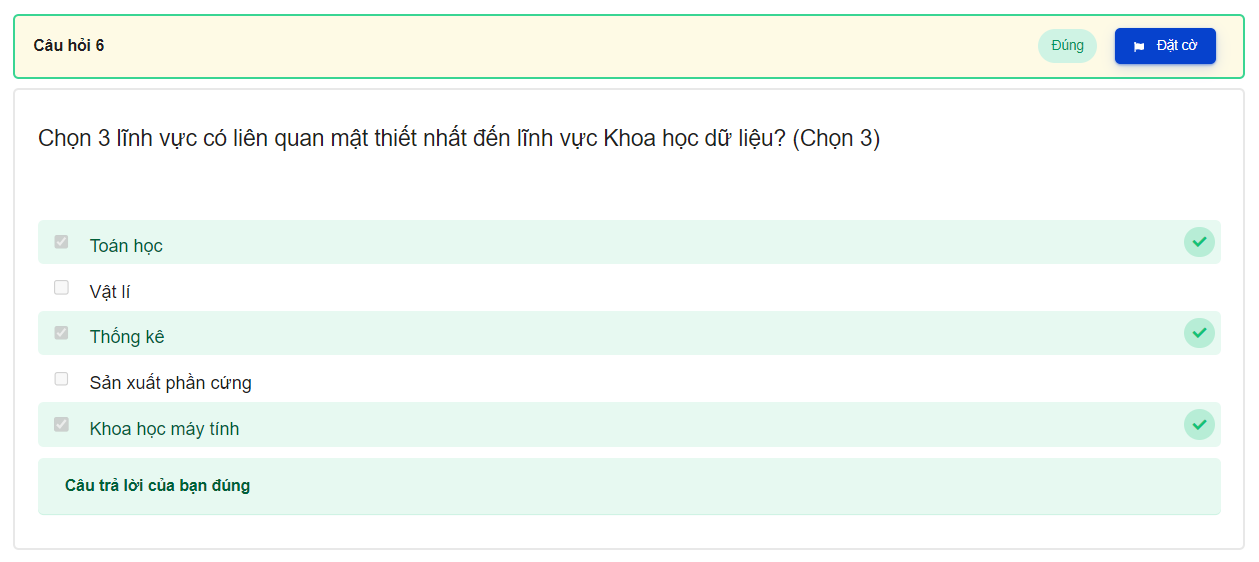 Câu hỏi 6
Đúng
Đặt cờ
Chọn 3 lĩnh vực có liên quan mật thiết nhất đến lĩnh vực Khoa học dữ liệu? (Chọn 3)
Toán học
Vật lí
Thống kê
Sản xuất phần cứng
Khoa học máy tính
Câu trả lời của bạn đúng